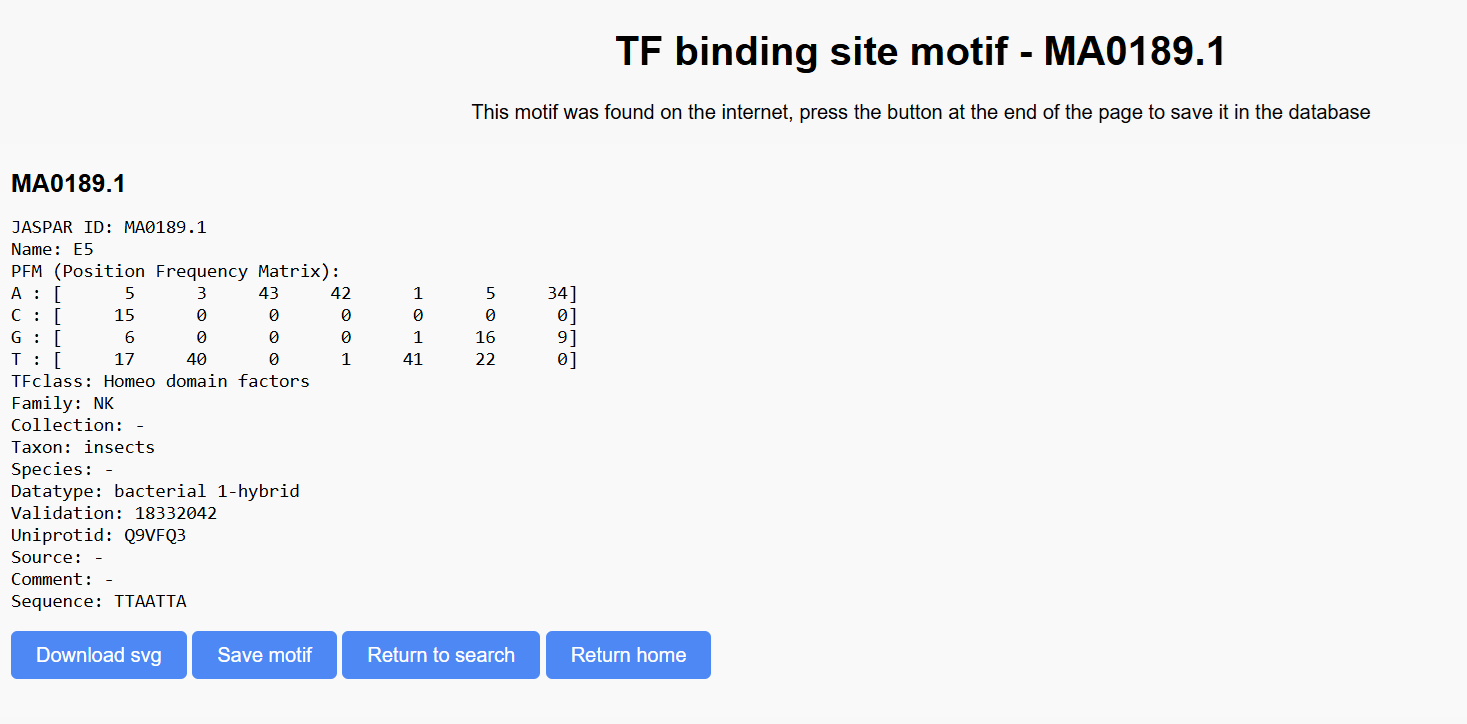 TF binding site motif - MA0189.1
This motif was found on the internet, press the button at the end of the page to save it in the database
MA0189.1
JASPAR ID: MA0189.1
Name: E5
PFM (Position Frequency Matrix):
A : [      5      3     43     42      1      5     34]
C : [     15      0      0      0      0      0      0]
G : [      6      0      0      0      1     16      9]
T : [     17     40      0      1     41     22      0]
TFclass: Homeo domain factors
Family: NK
Collection: -
Taxon: insects
Species: -
Datatype: bacterial 1-hybrid
Validation: 18332042
Uniprotid: Q9VFQ3
Source: -
Comment: -
Sequence: TTAATTA
Download svg Save motif Return to search Return home